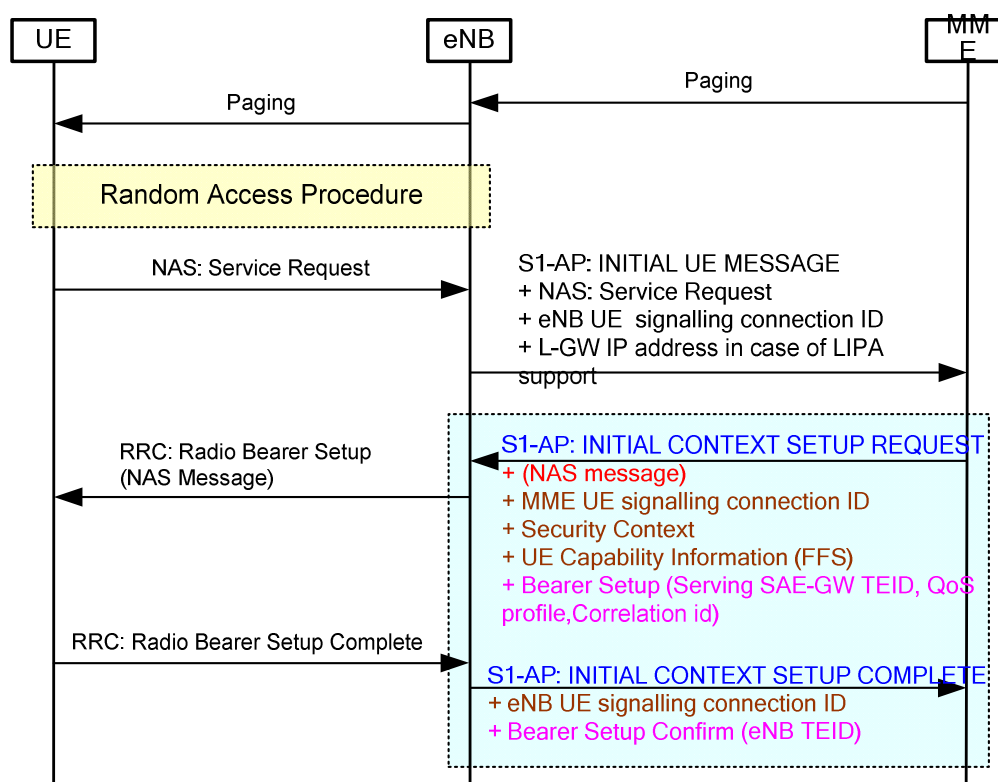 UE
eNB
MM
E
Paging
Paging
Random Access Procedure
NAS: Service Request
S1-AP: INITIAL UE MESSAGE
+ NAS: Service Request
+ eNB UE  signalling connection ID
+ L-GW IP address in case of LIPA
support
RRC: Radio Bearer Setup
(NAS Message)
S1-AP: INITIAL CONTEXT SETUP REQUEST
+ (NAS message)
+ MME UE signalling connection ID
+ Security Context
+ UE Capability Information (FFS)
+ Bearer Setup (Serving SAE-GW TEID, QoS
profile,Correlation id)
RRC: Radio Bearer Setup Complete
S1-AP: INITIAL CONTEXT SETUP COMPLETE
+ eNB UE signalling connection ID
+ Bearer Setup Confirm (eNB TEID)